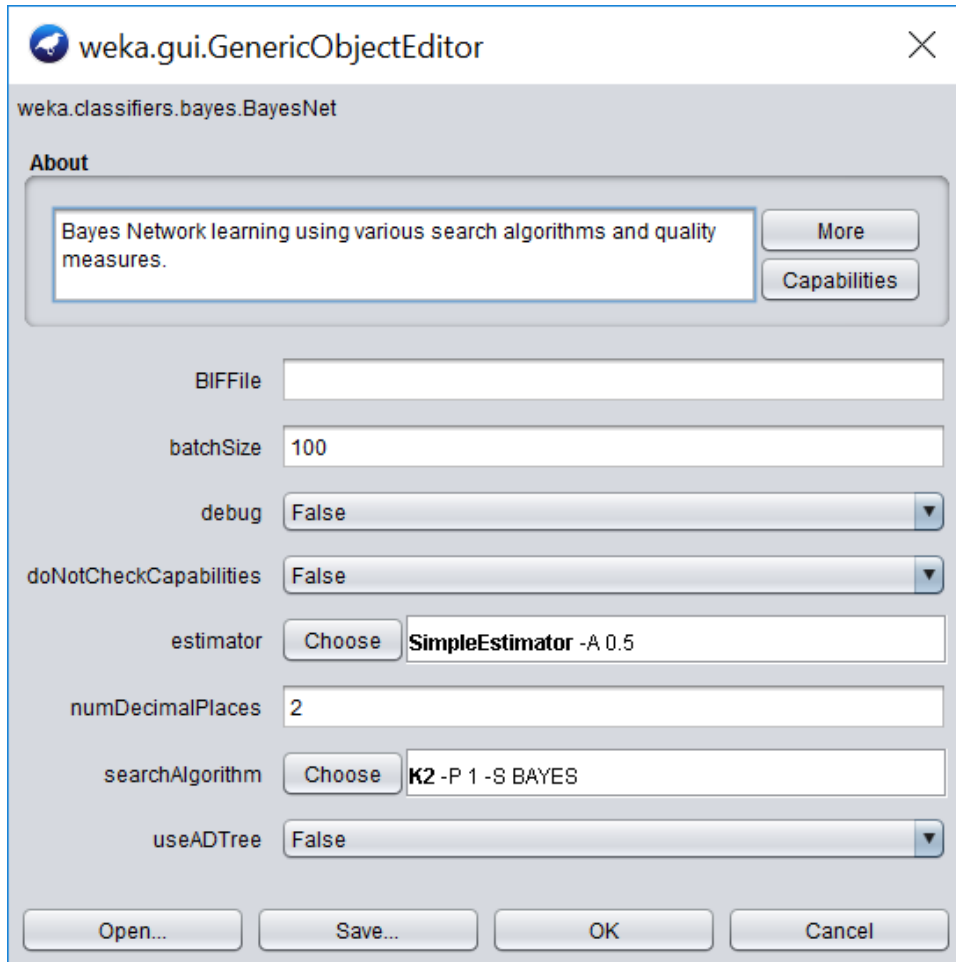 weka.gui.GenericObjectEditor
weka.classifiers.bayes.BayesNet
About
Bayes Network learning using various search algorithms and quality
measures.
More
Capabilities
BIFFile
batchSize 100
debug False
doNotCheckCapabilities False
estimator Choose SimpleEstimator -A 0.5
numDecimalPlaces 2
searchAlgorithm Choose K2 -P 1 -S BAYES
useADTree False
Open... Save... OK Cancel